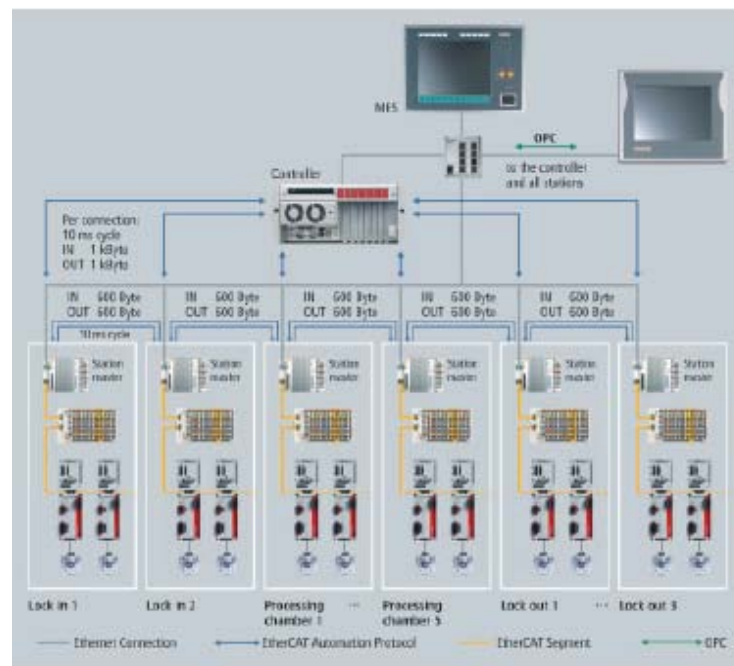 MES
OPC
to the controller
and all stations
Controller
Per connection:
10 ms cycle
IN 1 kByte
OUT 1 kByte
IN 600 Byte
OUT 600 Byte
IN 600 Byte
OUT 600 Byte
IN 600 Byte
OUT 600 Byte
IN 600 Byte
OUT 600 Byte
IN 600 Byte
OUT 600 Byte
10 ms cycle
Station
master
Station
master
Station
master
Station
master
Station
master
Station
master
Lock in 1
Lock in 2
Processing
chamber 1
...
Processing
chamber 5
Lock out 1
...
Lock out 3
Ethernet Connection
EtherCAT Automation Protocol
EtherCAT Segment
OPC